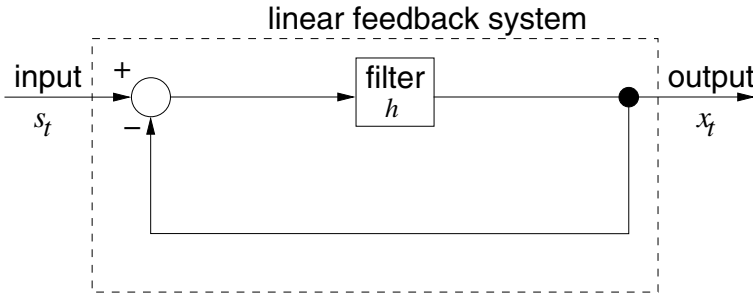 linear feedback system
input
s_t
+
−
filter
h
output
x_t